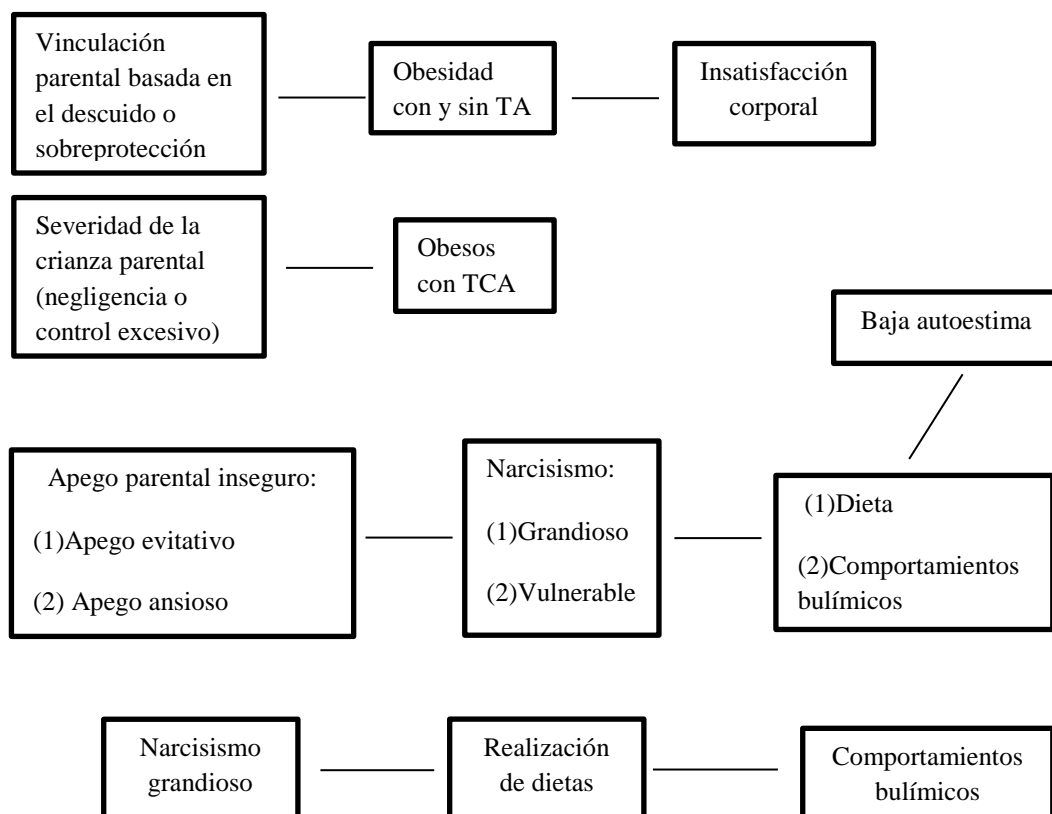 Vinculación
parental basada en
el descuido o
sobreprotección
Obesidad
con y sin TA
Insatisfacción
corporal
Severidad de la
crianza parental
(negligencia o
control excesivo)
Obesos
con TCA
Baja autoestima
Apego parental inseguro:
(1)Apego evitativo
(2) Apego ansioso
Narcisismo:
(1)Grandioso
(2)Vulnerable
(1)Dieta
(2)Comportamientos
bulímicos
Narcisismo
grandioso
Realización
de dietas
Comportamientos
bulímicos